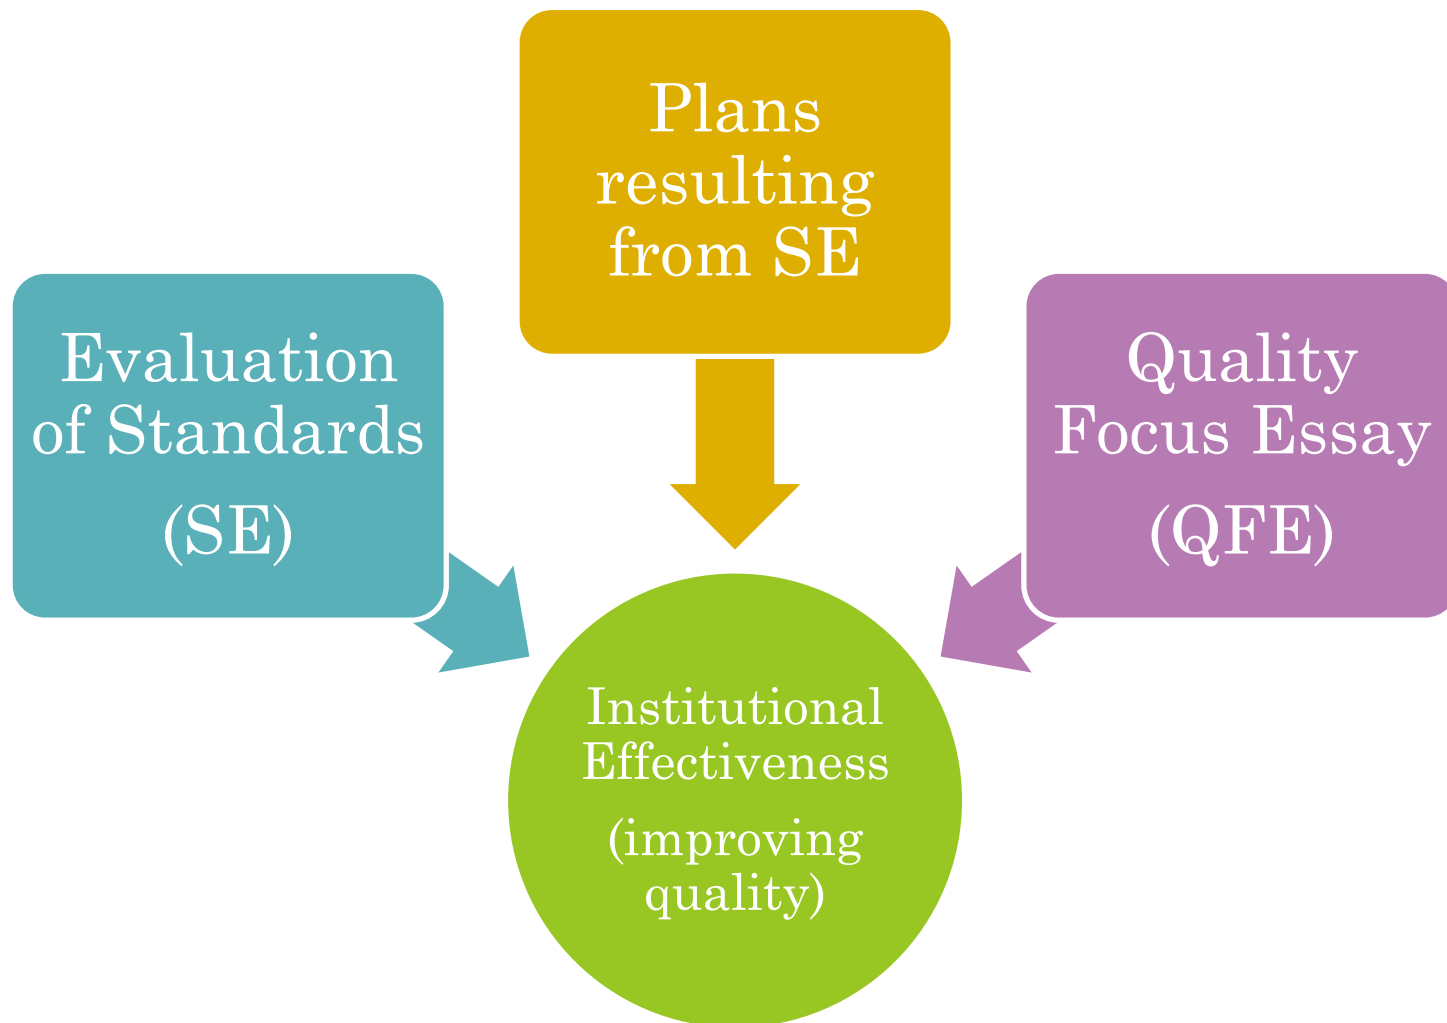 Plans
resulting
from SE
Evaluation
of Standards
(SE)
Quality
Focus Essay
(QFE)
Institutional
Effectiveness
(improving
quality)